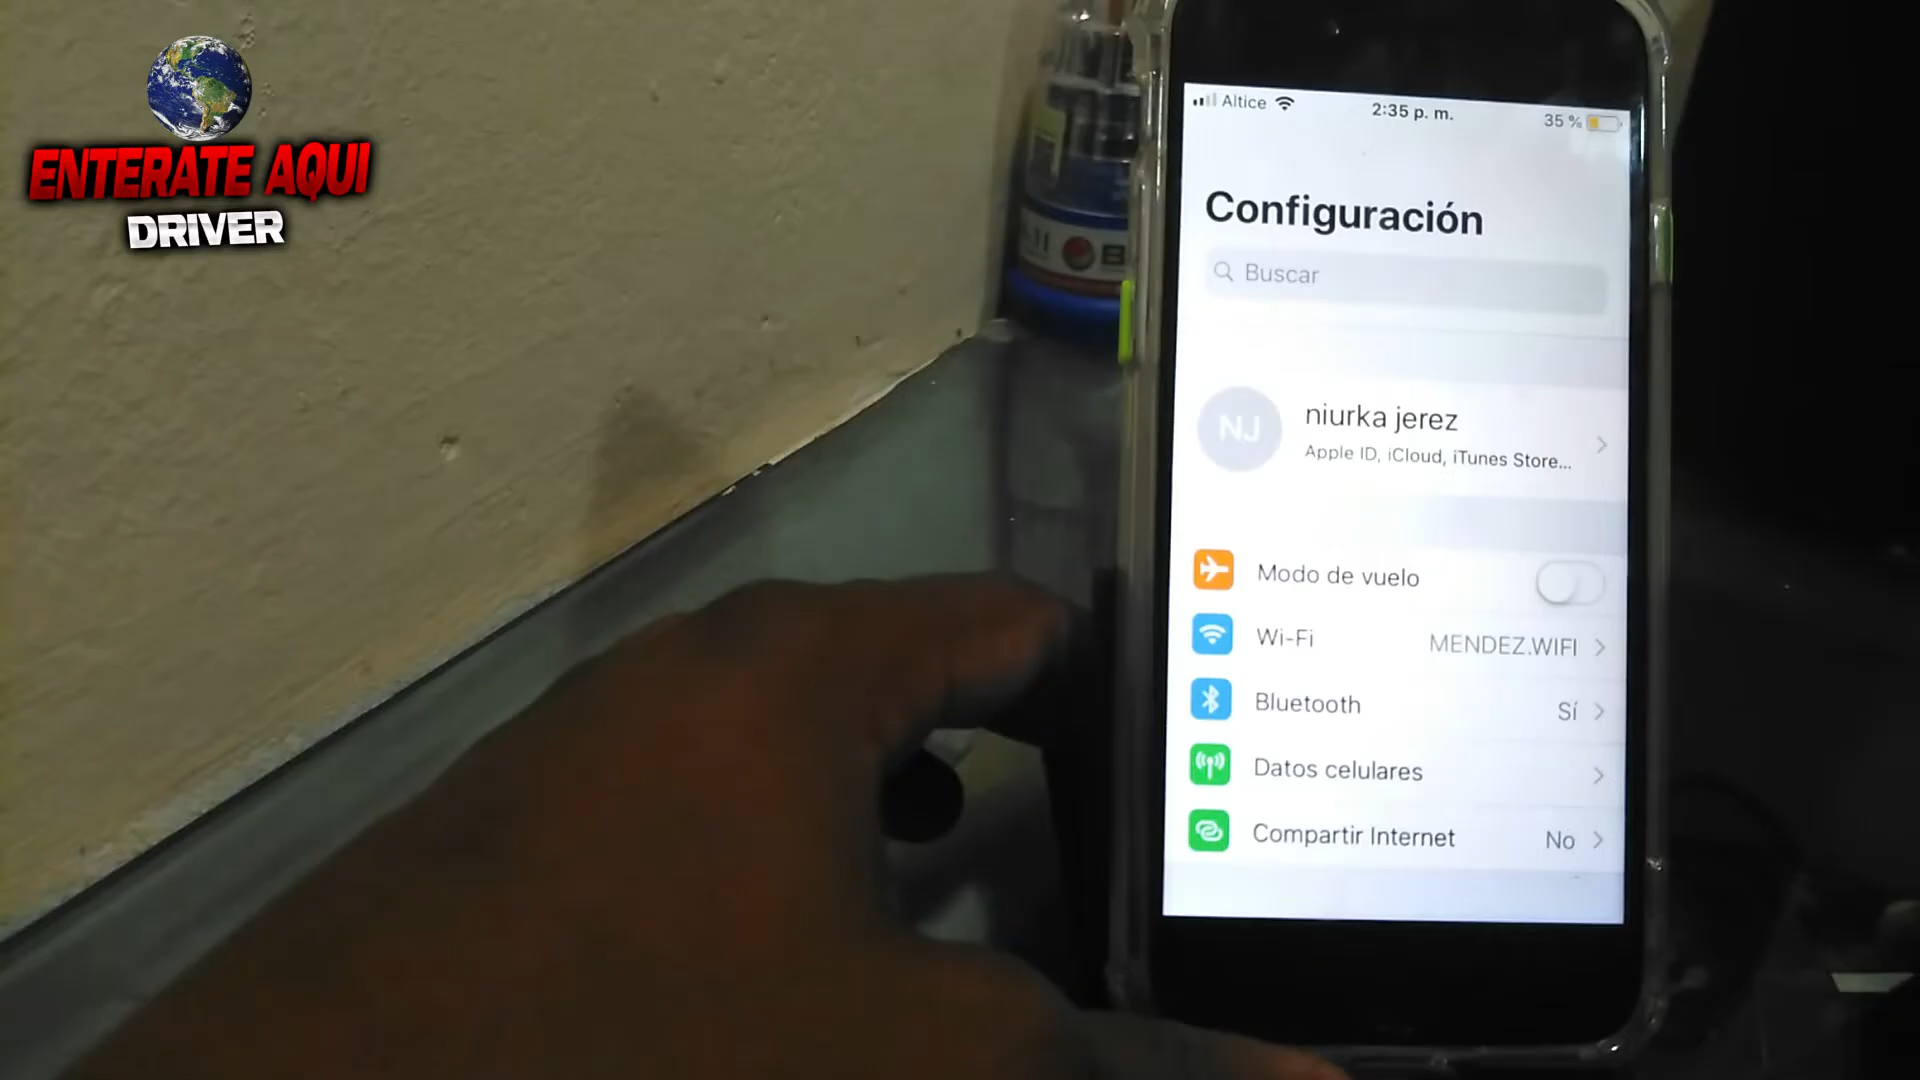 ENTERATE AQUI
DRIVER
Altice
2:35 p. m.
35 %
Configuración
Buscar
NJ
niurka jerez
Apple ID, iCloud, iTunes Store...
Modo de vuelo
Wi-Fi
MENDEZ.WIFI
Bluetooth
Sí
Datos celulares
Compartir Internet
No